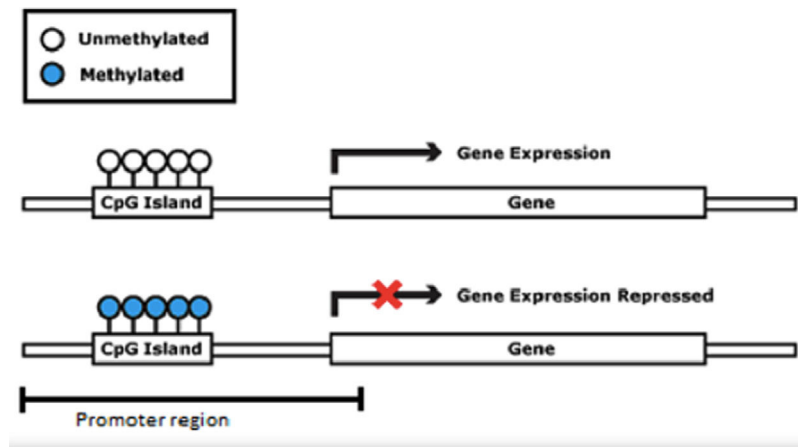 Unmethylated
Methylated
Gene Expression
CpG Island
Gene
Gene Expression Repressed
CpG Island
Gene
Promoter region